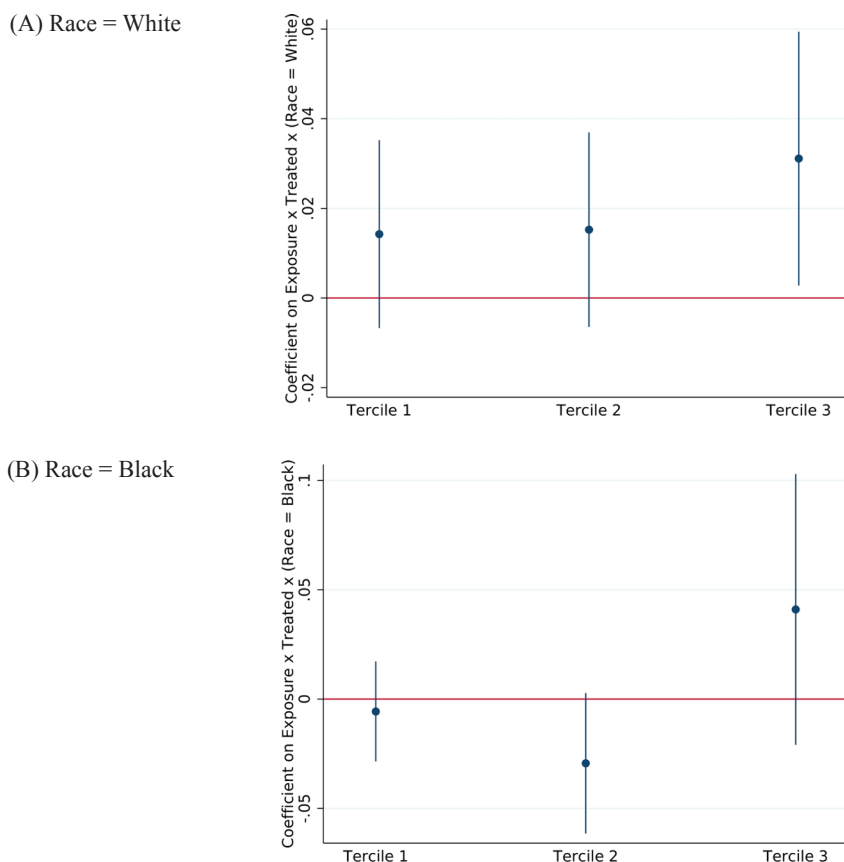 (A) Race = White
Coefficient on Exposure x Treated x (Race = White)
.06
.04
.02
0
-.02
Tercile 1 Tercile 2 Tercile 3
(B) Race = Black
Coefficient on Exposure x Treated x (Race = Black)
.1
.05
0
-.05
Tercile 1 Tercile 2 Tercile 3